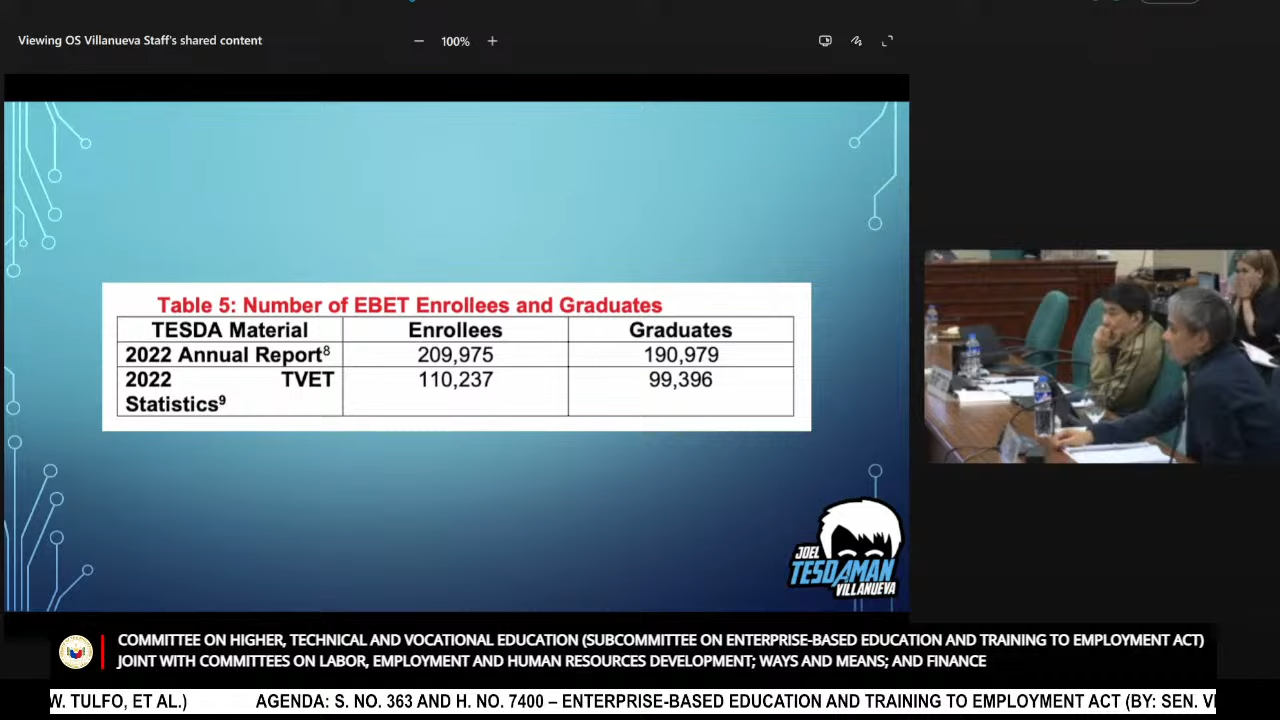 Viewing OS Villanueva Staff's shared content
100%
Table 5: Number of EBET Enrollees and Graduates
TESDA Material Enrollees Graduates
2022 Annual Report⁸ 209,975 190,979
2022 TVET 110,237 99,396
Statistics⁹
JOEL
TESDAMAN
VILLANUEVA
COMMITTEE ON HIGHER, TECHNICAL AND VOCATIONAL EDUCATION (SUBCOMMITTEE ON ENTERPRISE-BASED EDUCATION AND TRAINING TO EMPLOYMENT ACT)
JOINT WITH COMMITTEES ON LABOR, EMPLOYMENT AND HUMAN RESOURCES DEVELOPMENT; WAYS AND MEANS; AND FINANCE
W. TULFO, ET AL.) AGENDA: S. NO. 363 AND H. NO. 7400 – ENTERPRISE-BASED EDUCATION AND TRAINING TO EMPLOYMENT ACT (BY: SEN. VI